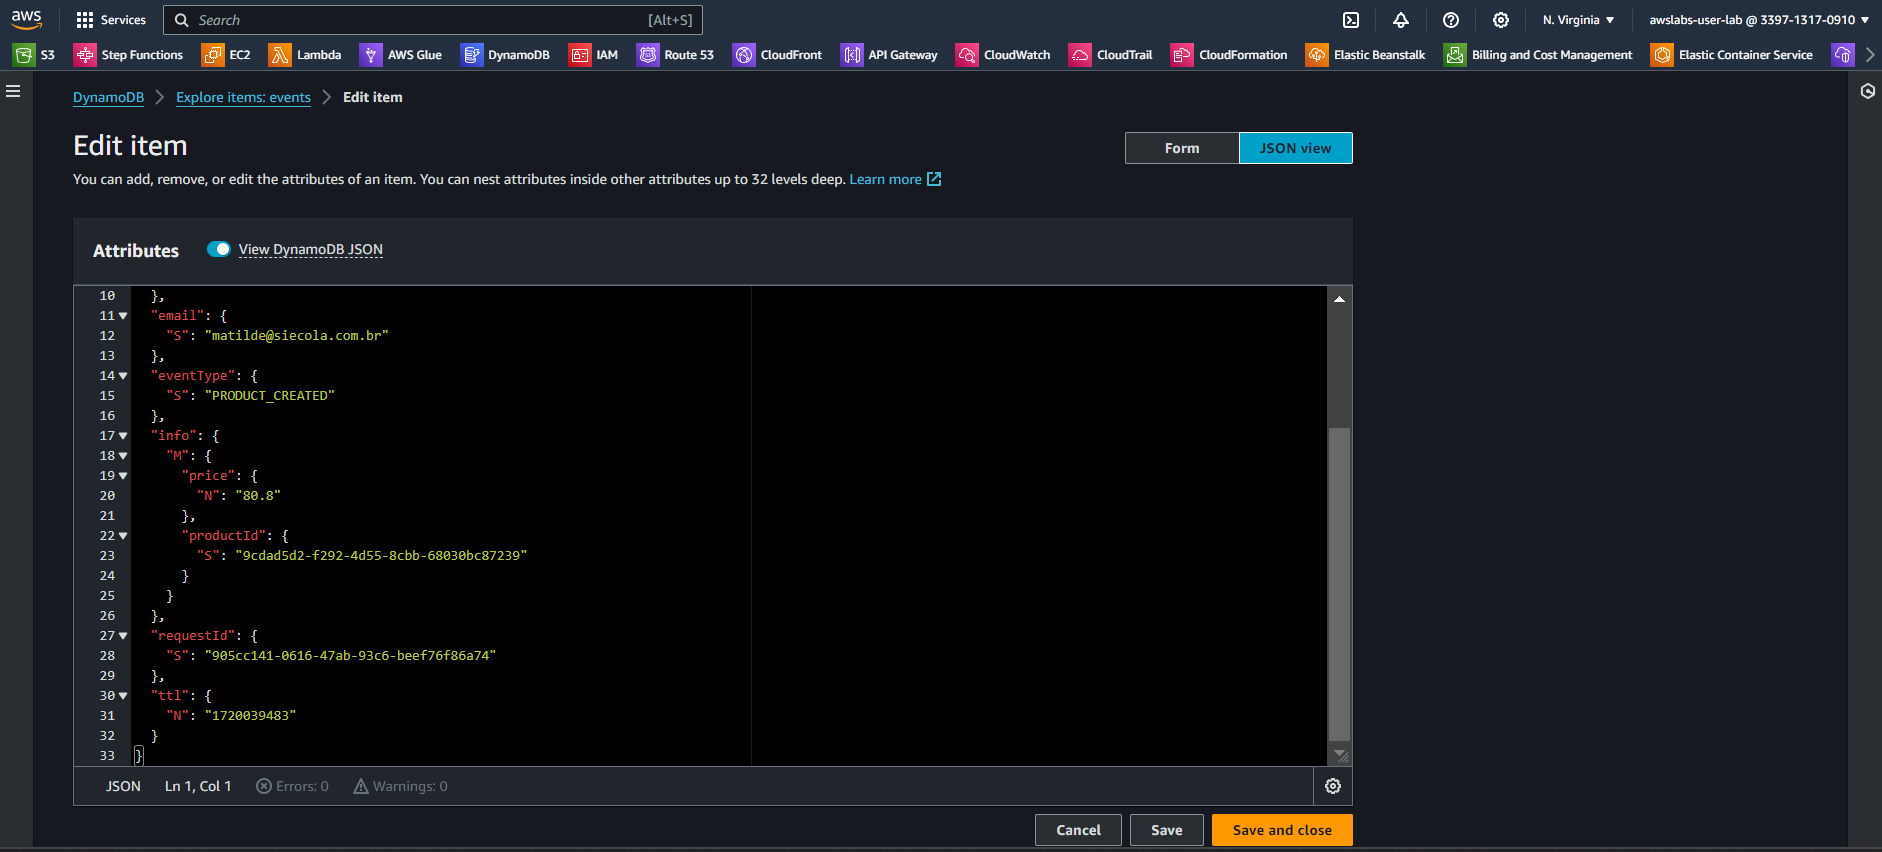 aws Services Search [Alt+S] N. Virginia ▼ awslabs-user-lab @ 3397-1317-0910 ▼
S3 Step Functions EC2 Lambda AWS Glue DynamoDB IAM Route 53 CloudFront API Gateway CloudWatch CloudTrail CloudFormation Elastic Beanstalk Billing and Cost Management Elastic Container Service
DynamoDB > Explore items: events > Edit item
Edit item
Form JSON view
You can add, remove, or edit the attributes of an item. You can nest attributes inside other attributes up to 32 levels deep. Learn more
Attributes View DynamoDB JSON
10 },
11 "email": {
12 "S": "matilde@siecola.com.br"
13 },
14 "eventType": {
15 "S": "PRODUCT_CREATED"
16 },
17 "info": {
18 "M": {
19 "price": {
20 "N": "80.8"
21 },
22 "productId": {
23 "S": "9cdad5d2-f292-4d55-8cbb-68030bc87239"
24 }
25 }
26 },
27 "requestId": {
28 "S": "905cc141-0616-47ab-93c6-beef76f86a74"
29 },
30 "ttl": {
31 "N": "1720039483"
32 }
33 }
JSON Ln 1, Col 1 Errors: 0 Warnings: 0
Cancel Save Save and close